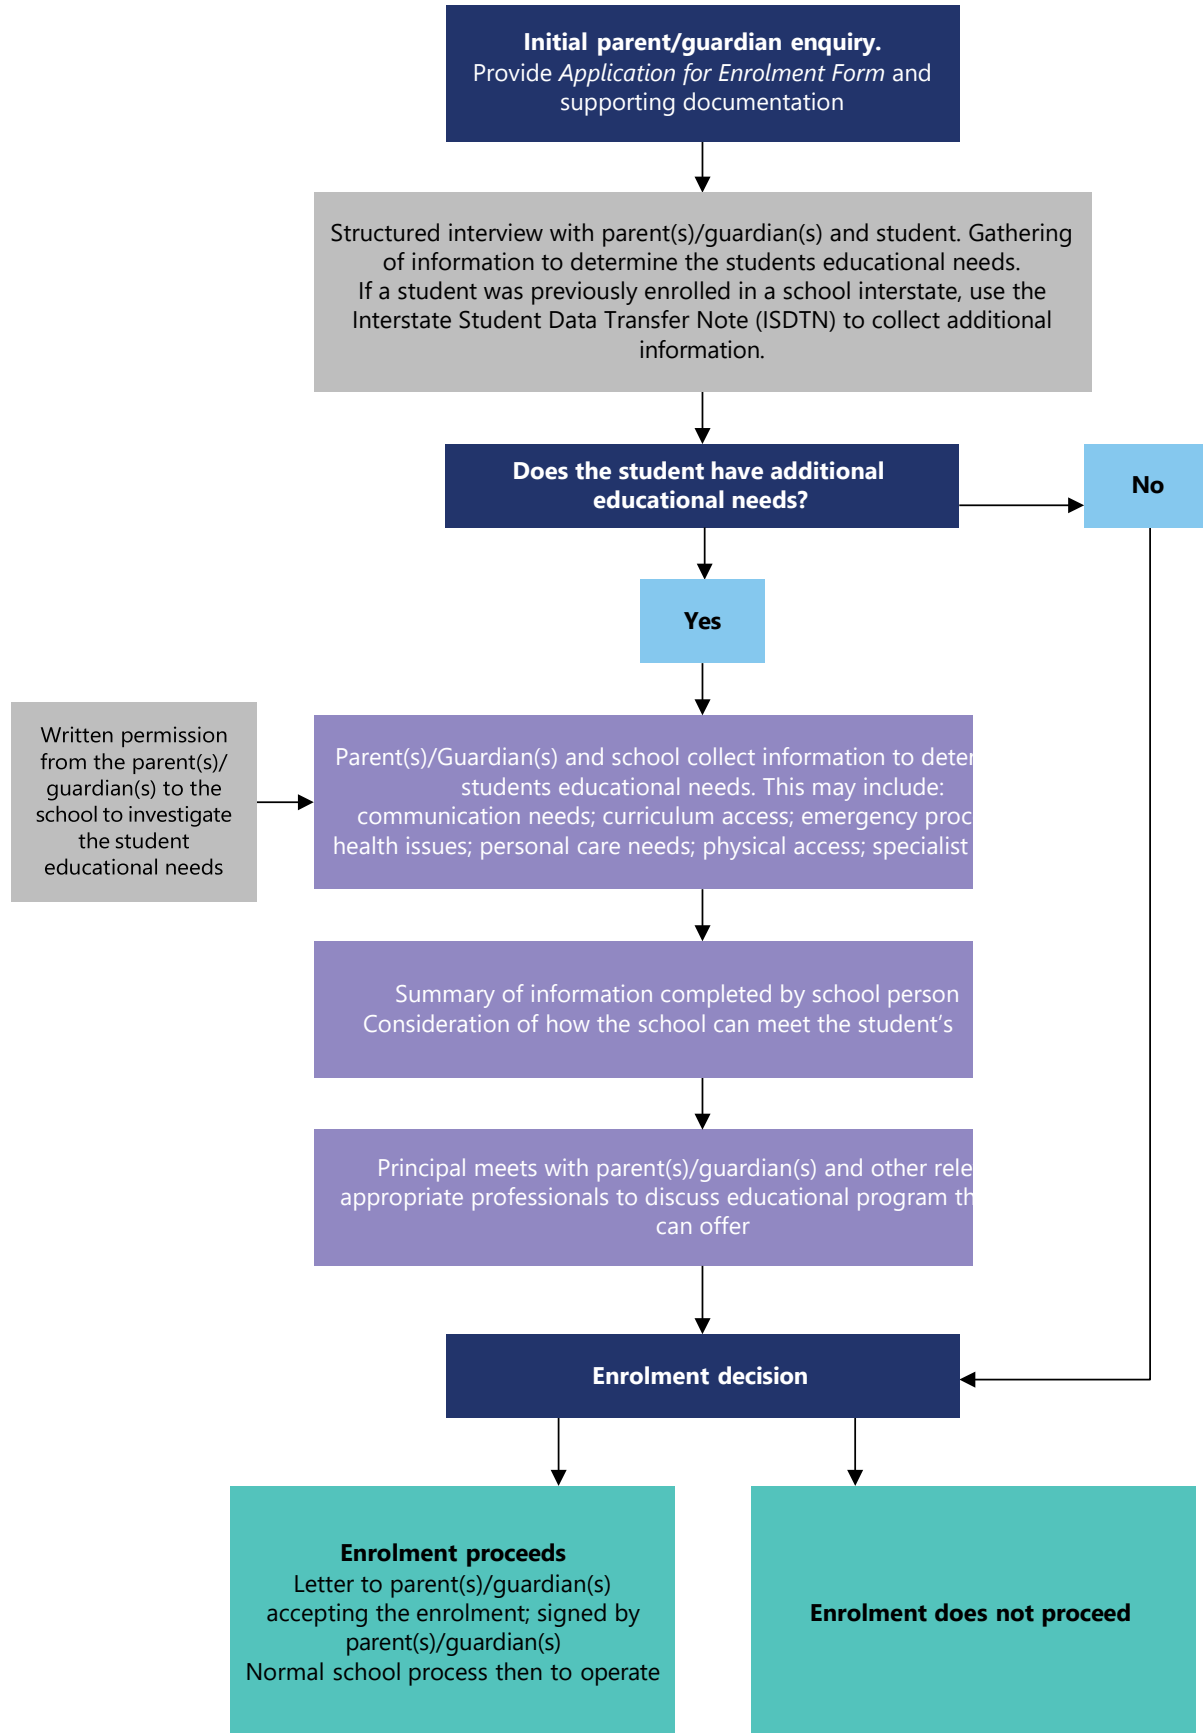 Initial parent/guardian enquiry.
Provide Application for Enrolment Form and
supporting documentation
Structured interview with parent(s)/guardian(s) and student. Gathering
of information to determine the students educational needs.
If a student was previously enrolled in a school interstate, use the
Interstate Student Data Transfer Note (ISDTN) to collect additional
information.
Does the student have additional
educational needs?
No
Yes
Written permission
from the parent(s)/
guardian(s) to the
school to investigate
the student
educational needs
Parent(s)/Guardian(s) and school collect information to deter
students educational needs. This may include:
communication needs; curriculum access; emergency proc
health issues; personal care needs; physical access; specialist
Summary of information completed by school person
Consideration of how the school can meet the student’s
Principal meets with parent(s)/guardian(s) and other rele
appropriate professionals to discuss educational program th
can offer
Enrolment decision
Enrolment proceeds
Letter to parent(s)/guardian(s)
accepting the enrolment; signed by
parent(s)/guardian(s)
Normal school process then to operate
Enrolment does not proceed